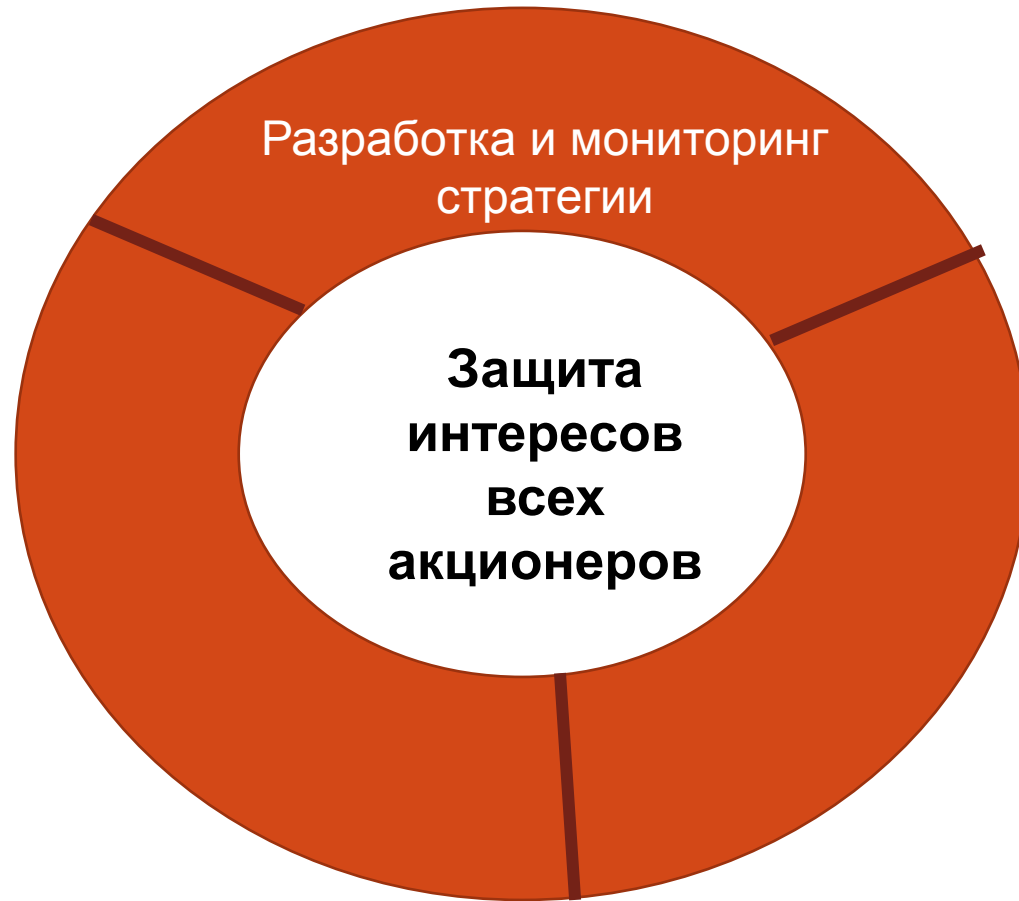 Разработка и мониторинг
стратегии
Защита
интересов
всех
акционеров